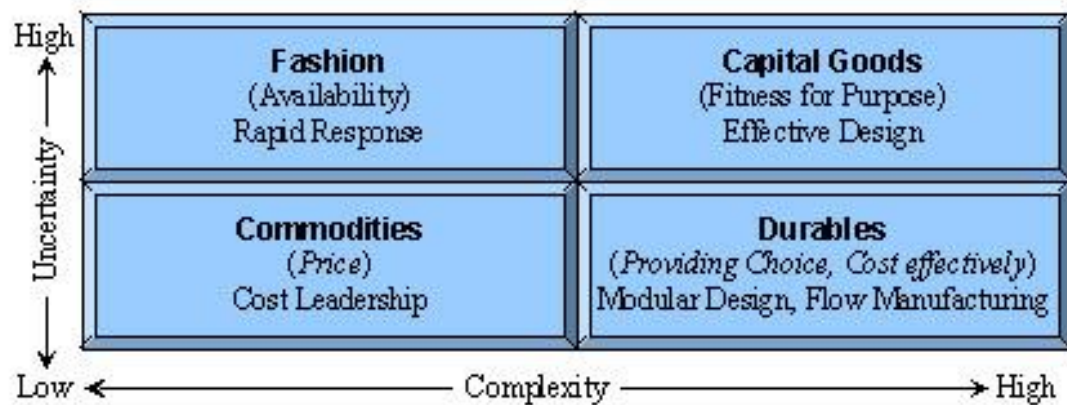 High
Fashion
(Availability)
Rapid Response
Capital Goods
(Fitness for Purpose)
Effective Design
Uncertainty
Commodities
(Price)
Cost Leadership
Durables
(Providing Choice, Cost effectively)
Modular Design, Flow Manufacturing
Low
Complexity
High